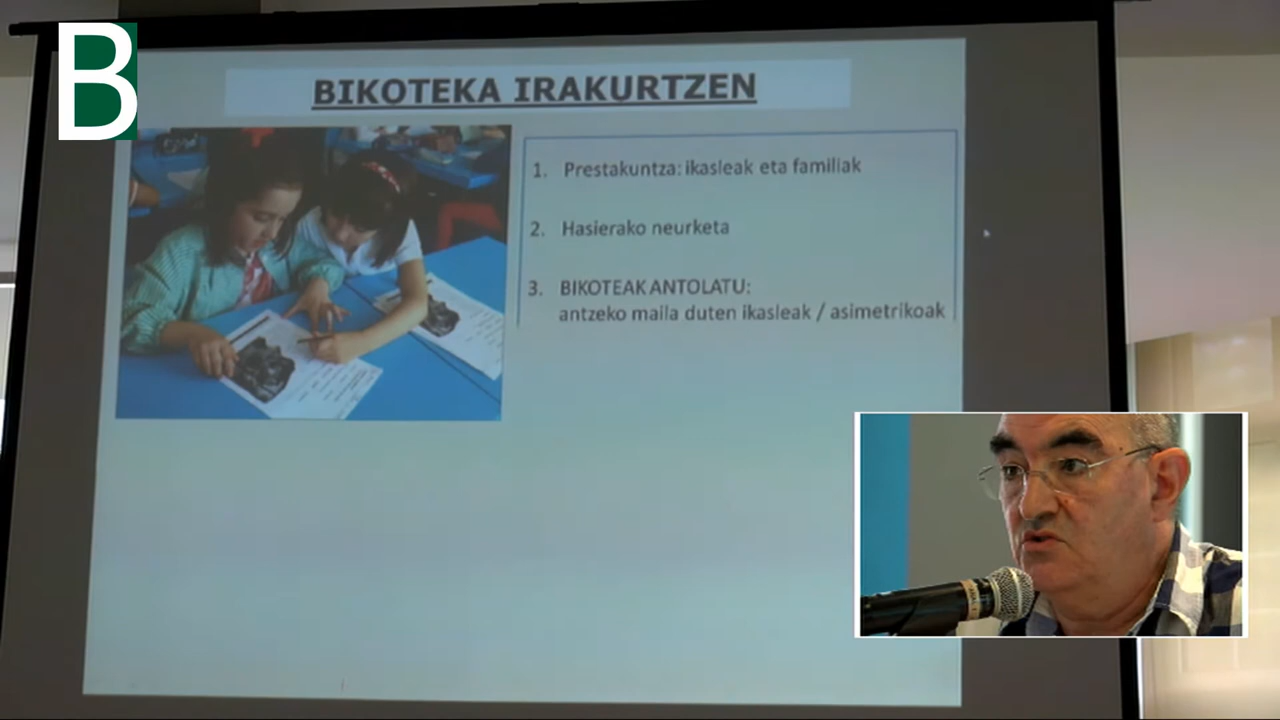 B
BIKOTEKA IRAKURTZEN
1. Prestakuntza: ikasleak eta familiak
2. Hasierako neurketa
3. BIKOTEAK ANTOLATU:
antzeko maila duten ikasleak / asimetrikoak